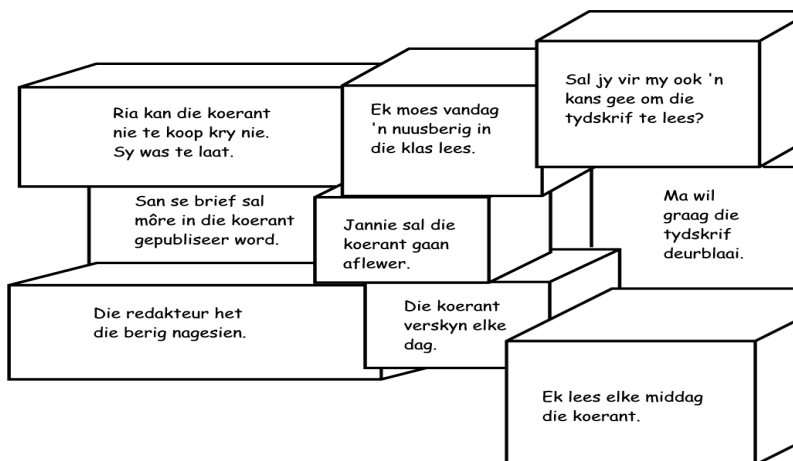 Ria kan die koerant
nie te koop kry nie.
Sy was te laat.
Ek moes vandag
'n nuusberig in
die klas lees.
Sal jy vir my ook 'n
kans gee om die
tydskrif te lees?
San se brief sal
môre in die koerant
gepubliseer word.
Jannie sal die
koerant gaan
aflewer.
Ma wil
graag die
tydskrif
deurblaai.
Die redakteur het
die berig nagesien.
Die koerant
verskyn elke
dag.
Ek lees elke middag
die koerant.